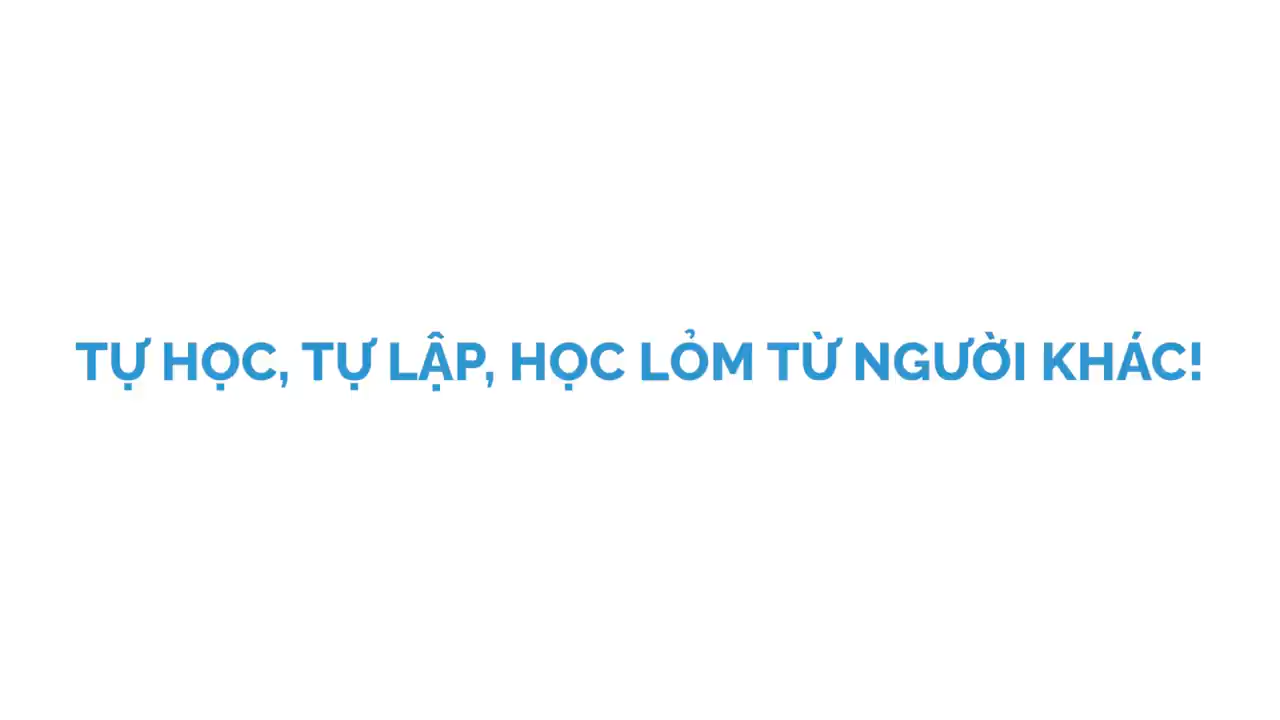 TỰ HỌC, TỰ LẬP, HỌC LỎM TỪ NGƯỜI KHÁC!